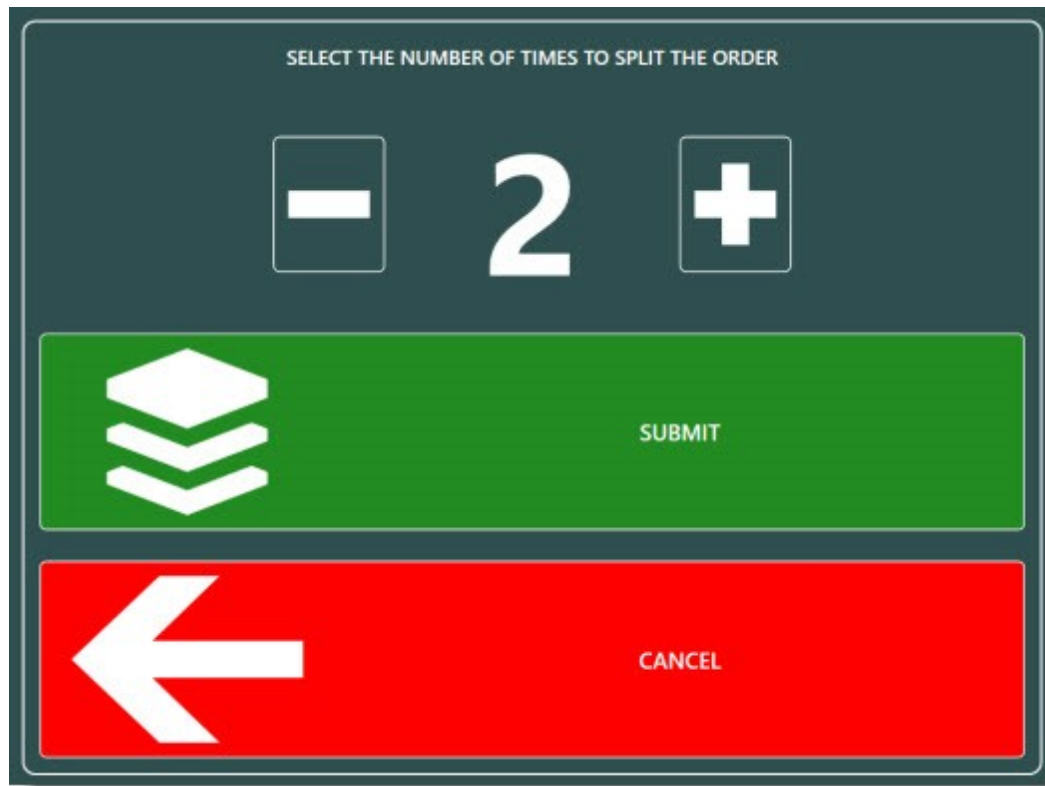 SELECT THE NUMBER OF TIMES TO SPLIT THE ORDER
2
SUBMIT
CANCEL